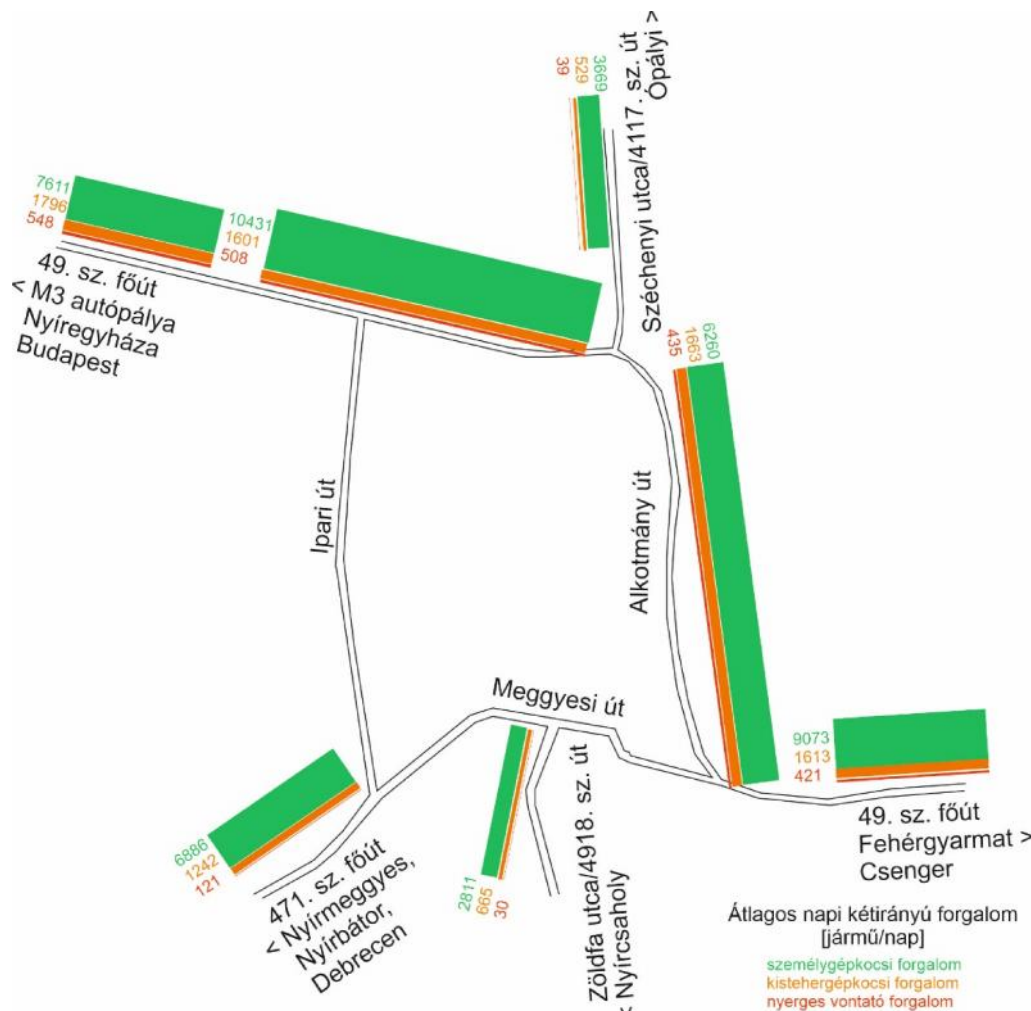 39
529
3669
Széchenyi utca/4117. sz. út
Ópályi >
7611
1796
548
10431
1601
508
49. sz. főút
< M3 autópálya
Nyíregyháza
Budapest
435
1663
6260
Ipari út
Alkotmány út
Meggyesi út
9073
1613
421
49. sz. főút
Fehérgyarmat >
Csenger
6886
1242
121
471. sz. főút
< Nyírmeggyes,
Nyírbátor,
Debrecen
2811
665
30
Zöldfa utca/4918. sz. út
< Nyírcsaholy
Átlagos napi kétirányú forgalom
[jármű/nap]
személygépkocsi forgalom
kistehergépkocsi forgalom
nyerges vontató forgalom